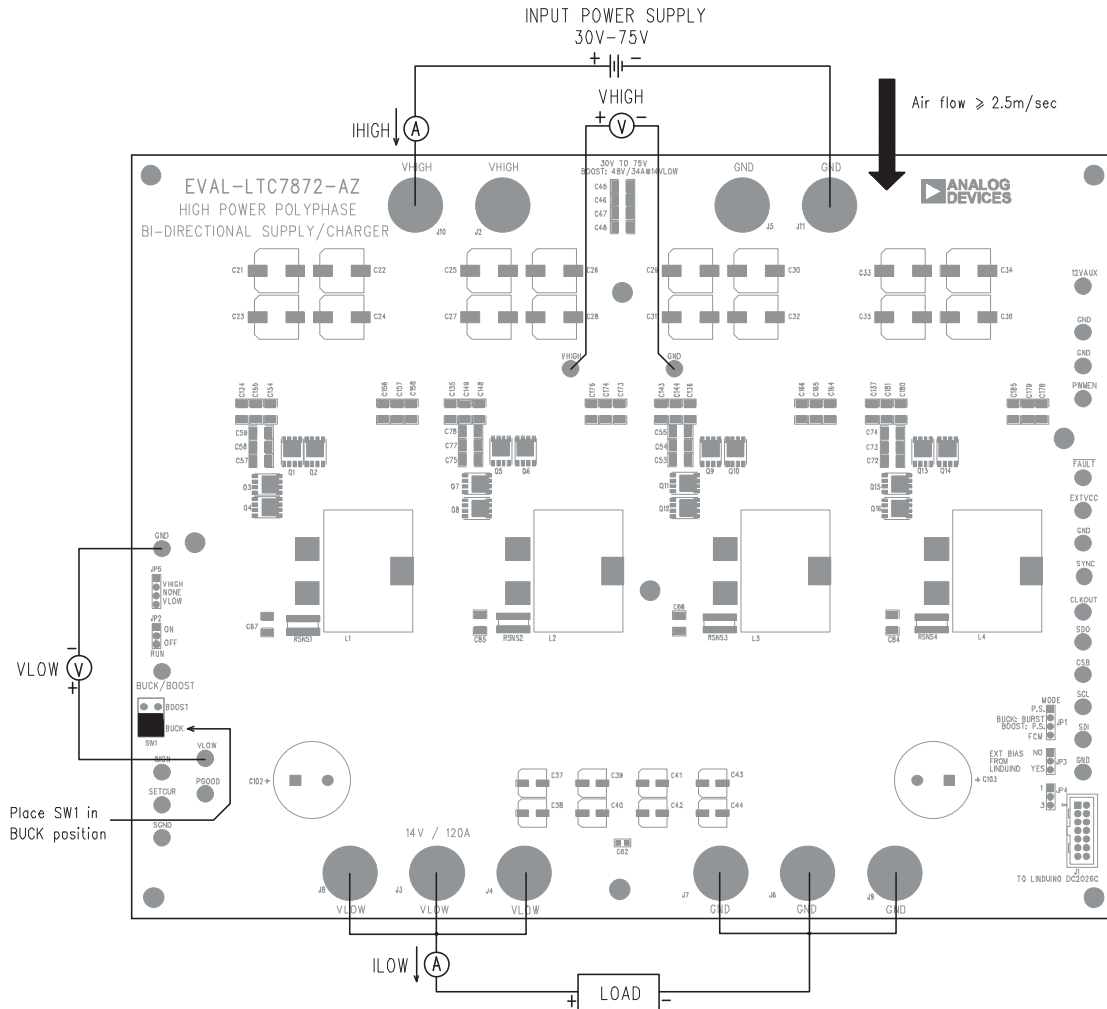 INPUT POWER SUPPLY
30V-75V
+ -
VHIGH
+ V -
IHIGH
A
Air flow ≥ 2.5m/sec
VHIGH
VHIGH
30V TO 75V
BOOST: 48V/34A@14VLOW
GND
GND
EVAL-LTC7872-AZ
HIGH POWER POLYPHASE
BI-DIRECTIONAL SUPPLY/CHARGER
ANALOG
DEVICES
C45
C46
C47
C48
J10
J2
J5
J11
C21
C22
C25
C26
C29
C30
C33
C34
C23
C24
C27
C28
C31
C32
C35
C36
12VAUX
GND
GND
PWMEN
FAULT
EXTVCC
GND
SYNC
CLKOUT
SDO
CSB
SCL
SDI
GND
VHIGH
GND
C134
C155
C154
C156
C157
C158
C135
C149
C148
C175
C174
C173
C143
C144
C136
C166
C165
C164
C137
C181
C180
C185
C179
C178
C59
C58
C57
C78
C77
C75
C55
C54
C53
C74
C73
C72
Q1
Q2
Q5
Q6
Q9
Q10
Q13
Q14
Q3
Q4
Q7
Q8
Q11
Q12
Q15
Q16
GND
JP5
VHIGH
NONE
VLOW
JP2
ON
OFF
RUN
C87
RSNS1
L1
C85
RSNS2
L2
C86
RSNS3
L3
C84
RSNS4
L4
-
VLOW V
+
BUCK/BOOST
BOOST
BUCK
SW1
VLOW
IMON
PGOOD
SETCUR
SGND
Place SW1 in
BUCK position
C102 +
+ C103
C37
C39
C41
C43
C38
C40
C42
C44
C62
MODE
P.S.
BUCK: BURST
BOOST: P.S.
FCM
JP1
EXT BIAS
FROM
LINDUINO
NO
YES
JP3
1
3
JP4
J1
TO LINDUINO DC2026C
14V / 120A
J8
J3
J4
J7
J6
J9
VLOW
VLOW
VLOW
GND
GND
GND
ILOW
A
+ LOAD -